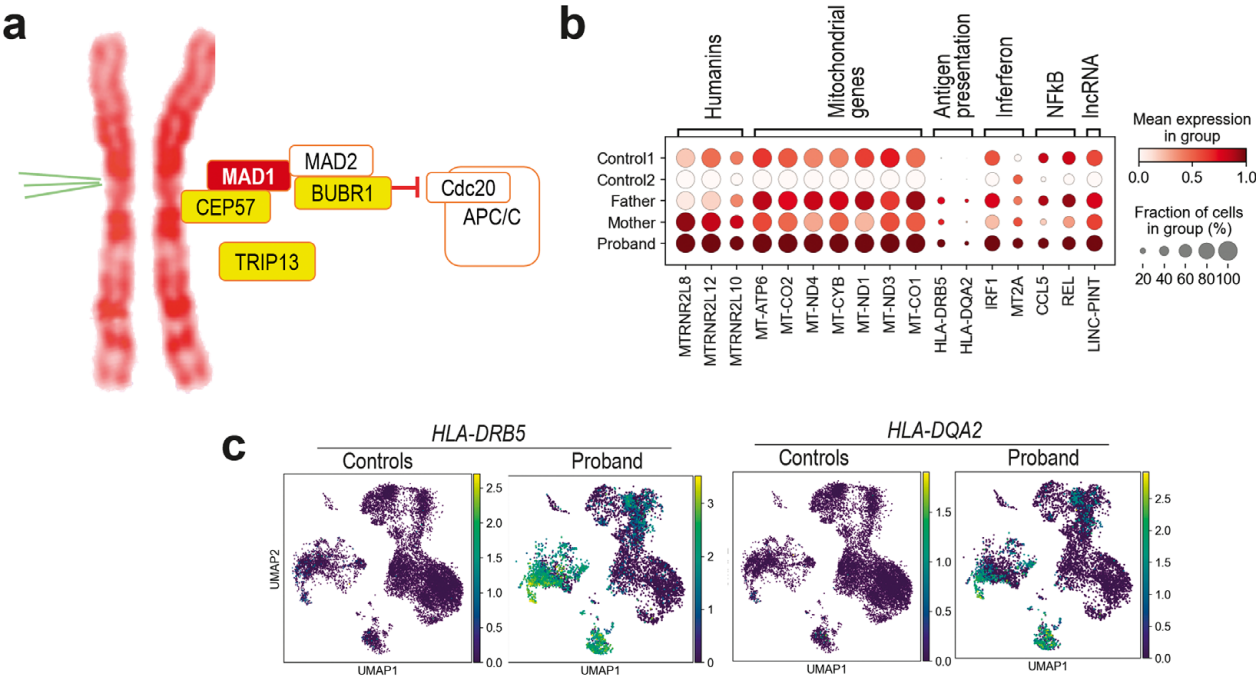 a
MAD1
MAD2
BUBR1
CEP57
TRIP13
Cdc20
APC/C
b
Humanins
Mitochondrial
genes
Antigen
presentation
Inferferon
NFkB
lncRNA
Control1
Control2
Father
Mother
Proband
MTRNR2L8
MTRNR2L12
MTRNR2L10
MT-ATP6
MT-CO2
MT-ND4
MT-CYB
MT-ND1
MT-ND3
MT-CO1
HLA-DRB5
HLA-DQA2
IRF1
MT2A
CCL5
REL
LINC-PINT
Mean expression
in group
0.0 0.5 1.0
Fraction of cells
in group (%)
20 40 60 80 100
c
HLA-DRB5
Controls
Proband
UMAP2
UMAP1
UMAP1
2.5
2.0
1.5
1.0
0.5
0.0
3
2
1
0
HLA-DQA2
Controls
Proband
UMAP1
UMAP1
1.5
1.0
0.5
0.0
2.5
2.0
1.5
1.0
0.5
0.0